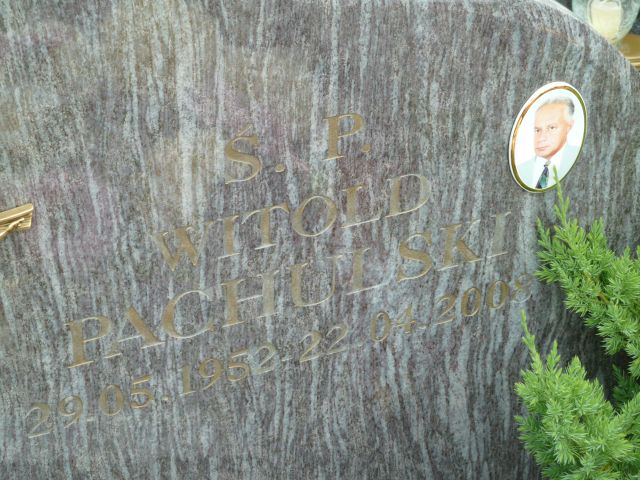 Ś. P.
WITOLD
PACHULSKI
29.05.1952-22.04.2008